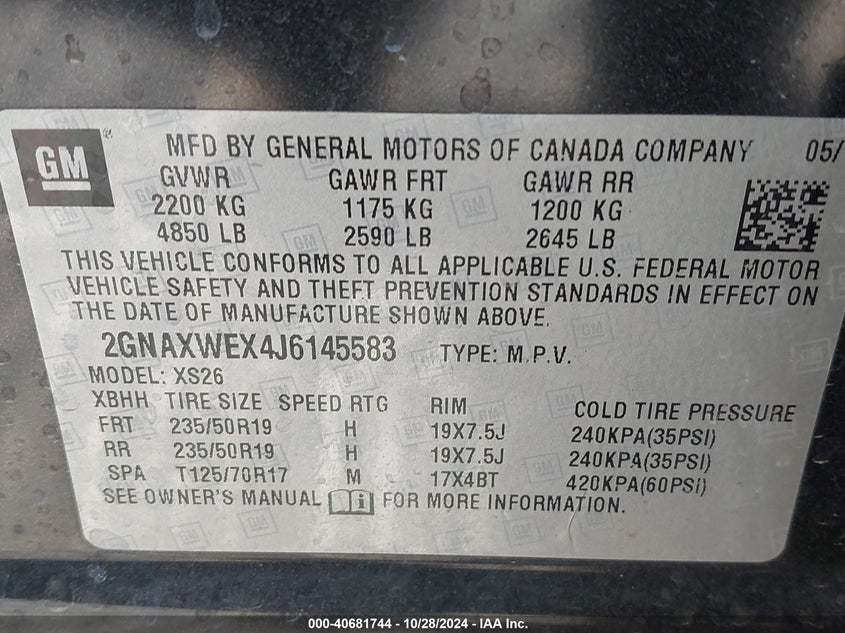 GM ®
MFD BY GENERAL MOTORS OF CANADA COMPANY 05/
GVWR GAWR FRT GAWR RR
2200 KG 1175 KG 1200 KG
4850 LB 2590 LB 2645 LB
THIS VEHICLE CONFORMS TO ALL APPLICABLE U.S. FEDERAL MOTOR
VEHICLE SAFETY AND THEFT PREVENTION STANDARDS IN EFFECT ON
THE DATE OF MANUFACTURE SHOWN ABOVE.
2GNAXWEX4J6145583 TYPE: M.P.V.
MODEL: XS26
XBHH TIRE SIZE SPEED RTG RIM COLD TIRE PRESSURE
FRT 235/50R19 H 19X7.5J 240KPA(35PSI)
RR 235/50R19 H 19X7.5J 240KPA(35PSI)
SPA T125/70R17 M 17X4BT 420KPA(60PSI)
SEE OWNER'S MANUAL FOR MORE INFORMATION.
000-40681744 - 10/28/2024 - IAA Inc.